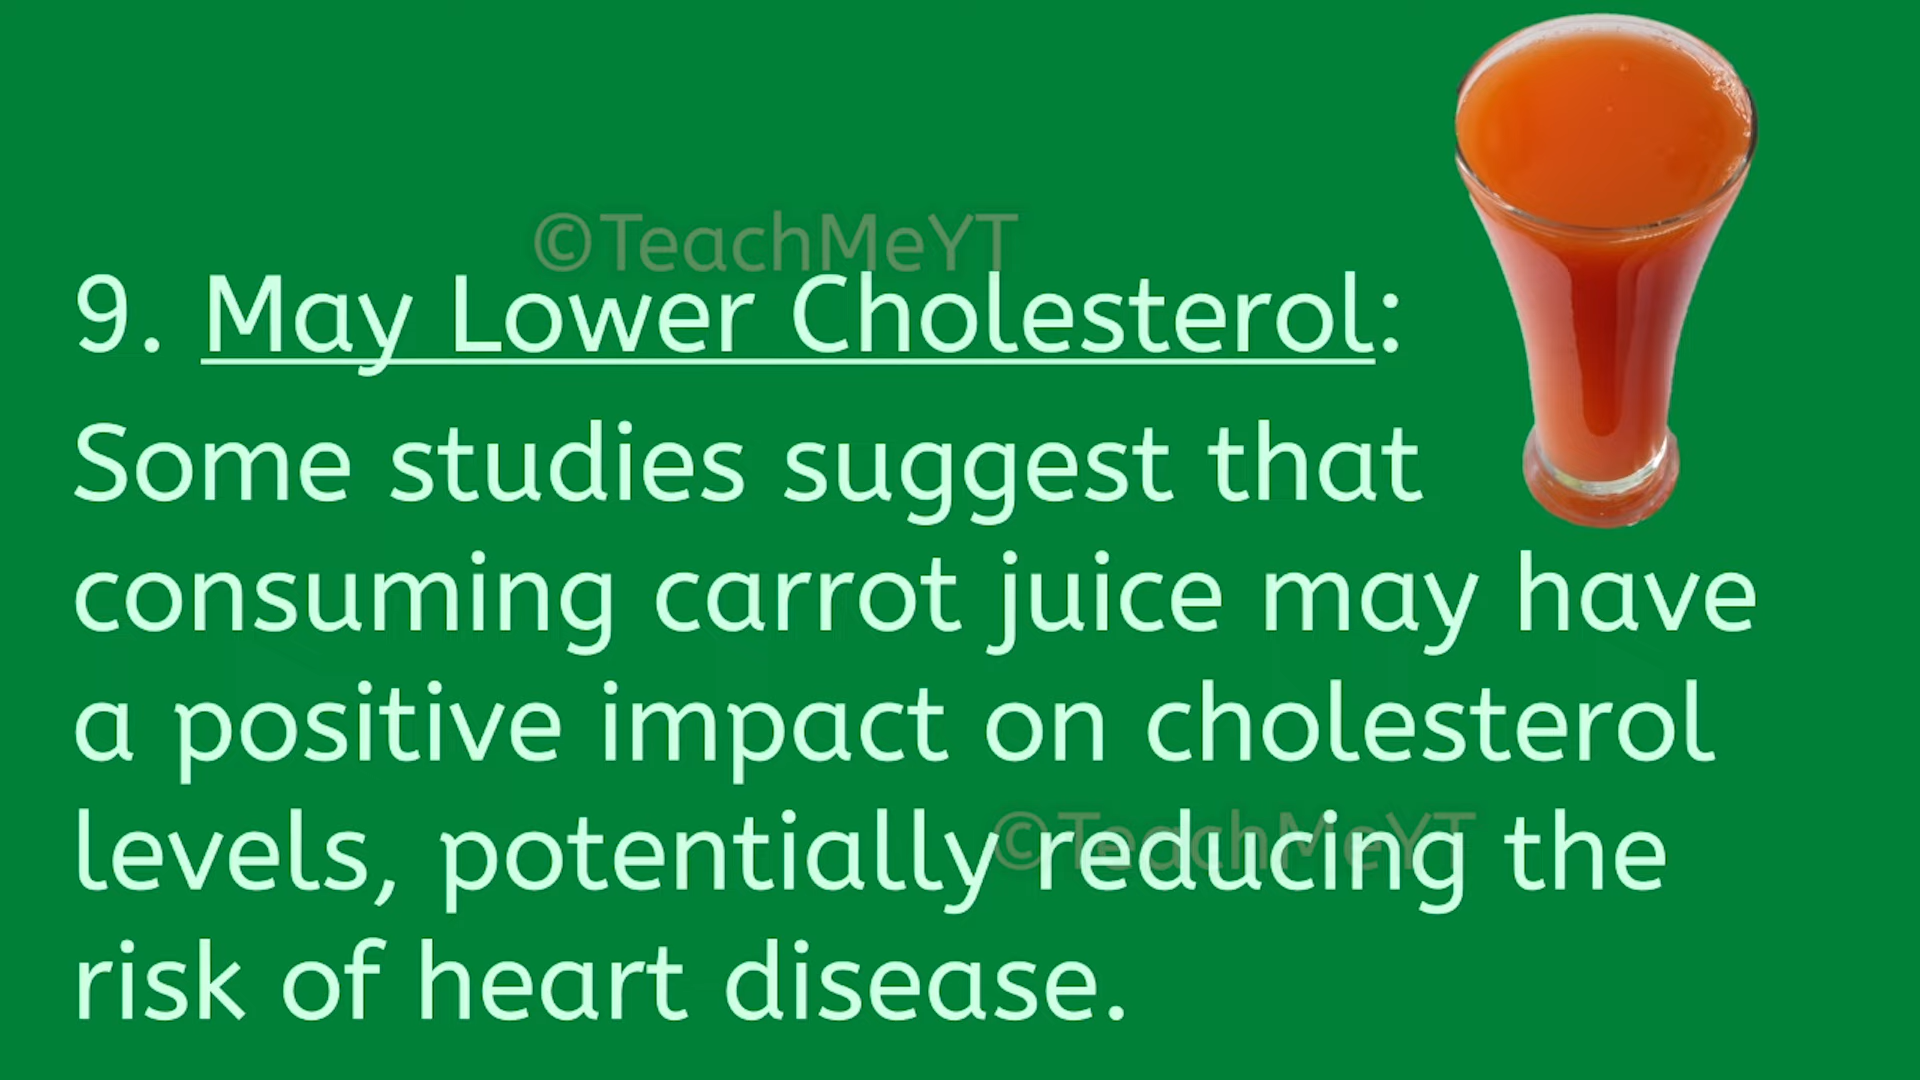 ©TeachMeYT
9. May Lower Cholesterol:
Some studies suggest that
consuming carrot juice may have
a positive impact on cholesterol
levels, potentially reducing the
©TeachMeYT
risk of heart disease.